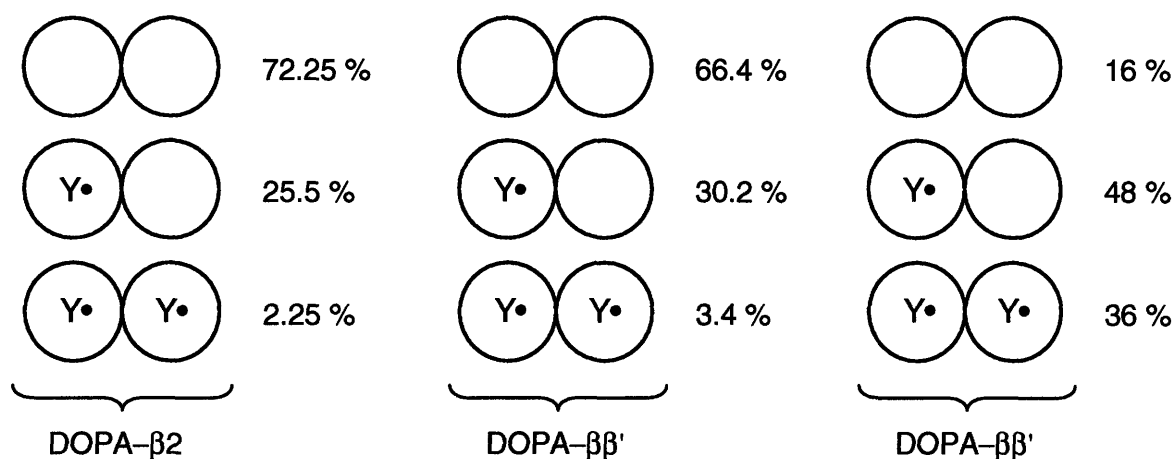 72.25 % 66.4 % 16 %
Y• 25.5 % Y• 30.2 % Y• 48 %
Y• Y• 2.25 % Y• Y• 3.4 % Y• Y• 36 %
DOPA–β2 DOPA–ββ' DOPA–ββ'